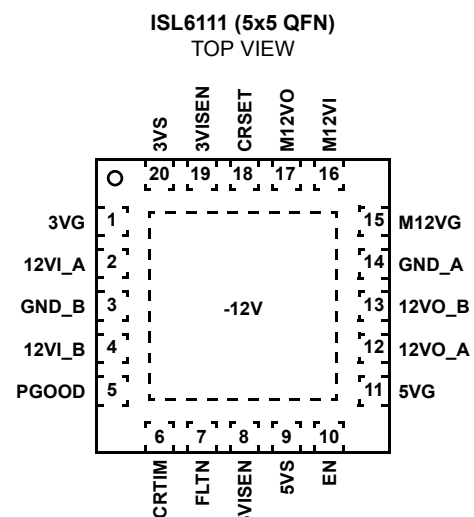 ISL6111 (5x5 QFN)
TOP VIEW
3VS
3VISEN
CRSET
M12VO
M12VI
20
19
18
17
16
3VG
1
15
M12VG
12VI_A
2
14
GND_A
GND_B
3
-12V
13
12VO_B
12VI_B
4
12
12VO_A
PGOOD
5
11
5VG
6
7
8
9
10
CRTIM
FLTN
5VISEN
5VS
EN